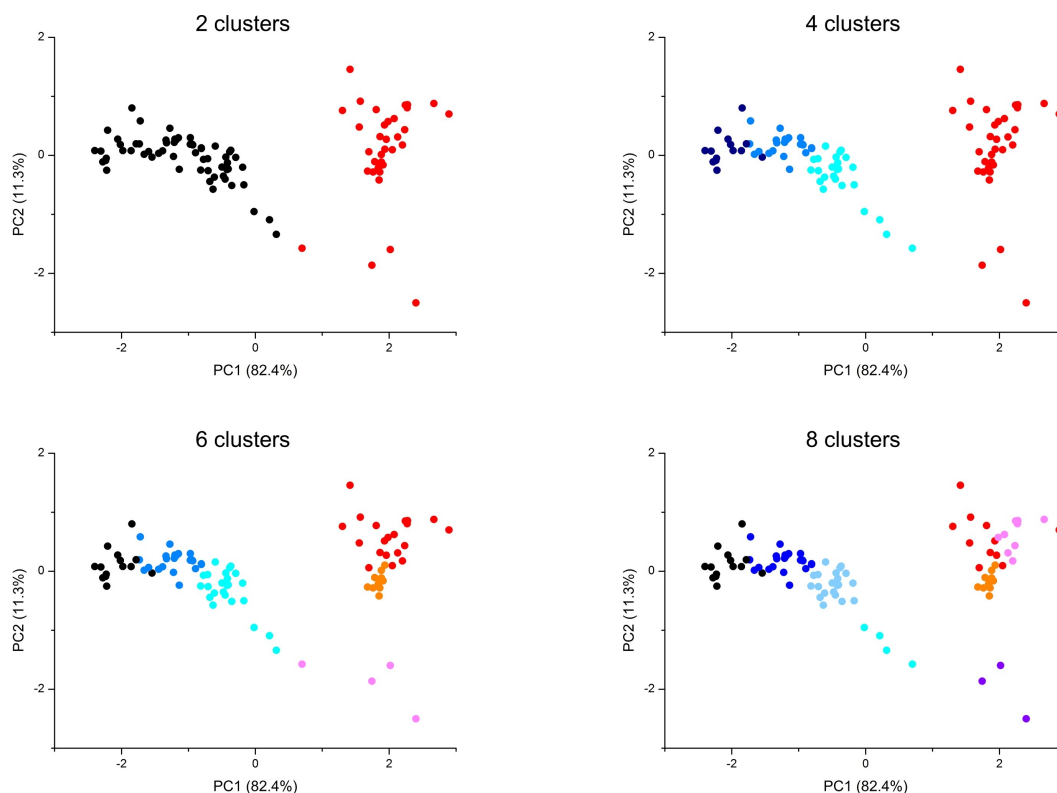 2 clusters
2
0
-2
PC2 (11.3%)
-2 0 2
PC1 (82.4%)
4 clusters
2
0
-2
PC2 (11.3%)
-2 0 2
PC1 (82.4%)
6 clusters
2
0
-2
PC2 (11.3%)
-2 0 2
PC1 (82.4%)
8 clusters
2
0
-2
PC2 (11.3%)
-2 0 2
PC1 (82.4%)